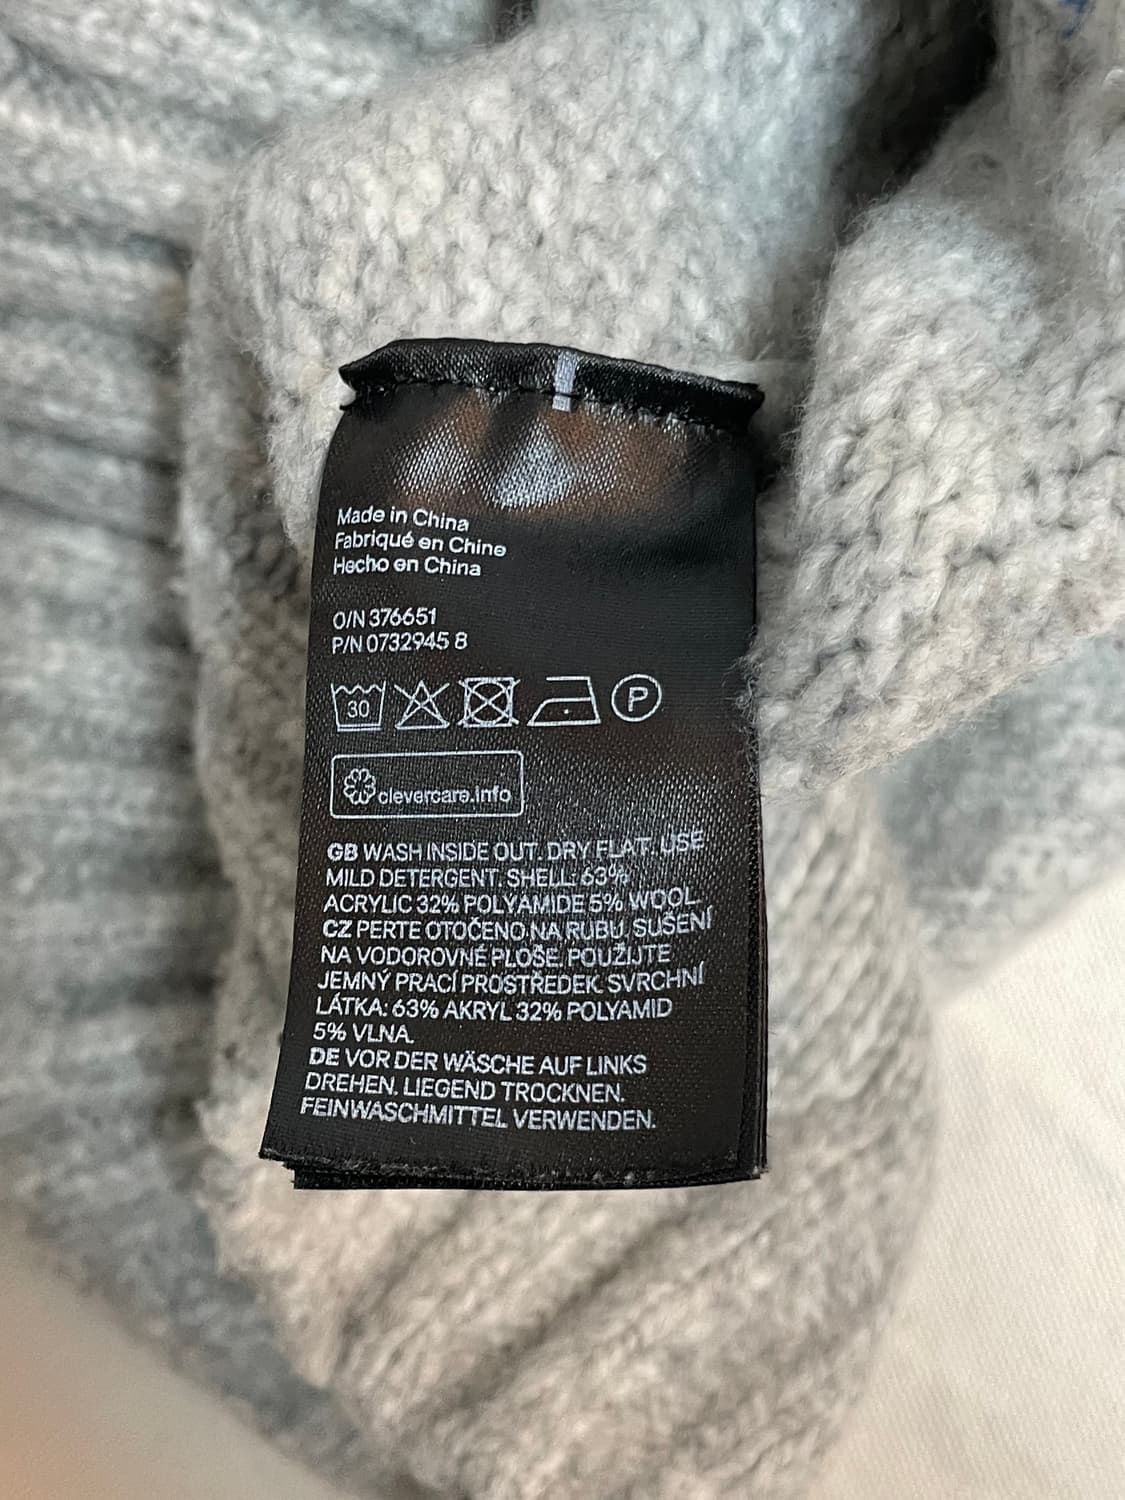 Made in China
Fabriqué en Chine
Hecho en China
O/N 376651
P/N 0732945 8
30 P
clevercare.info
GB WASH INSIDE OUT. DRY FLAT. USE
MILD DETERGENT. SHELL: 63%
ACRYLIC 32% POLYAMIDE 5% WOOL.
CZ PERTE OTOČENO NA RUBU. SUŠENÍ
NA VODOROVNÉ PLOŠE. POUŽIJTE
JEMNÝ PRACÍ PROSTŘEDEK. SVRCHNÍ
LÁTKA: 63% AKRYL 32% POLYAMID
5% VLNA.
DE VOR DER WÄSCHE AUF LINKS
DREHEN. LIEGEND TROCKNEN.
FEINWASCHMITTEL VERWENDEN.